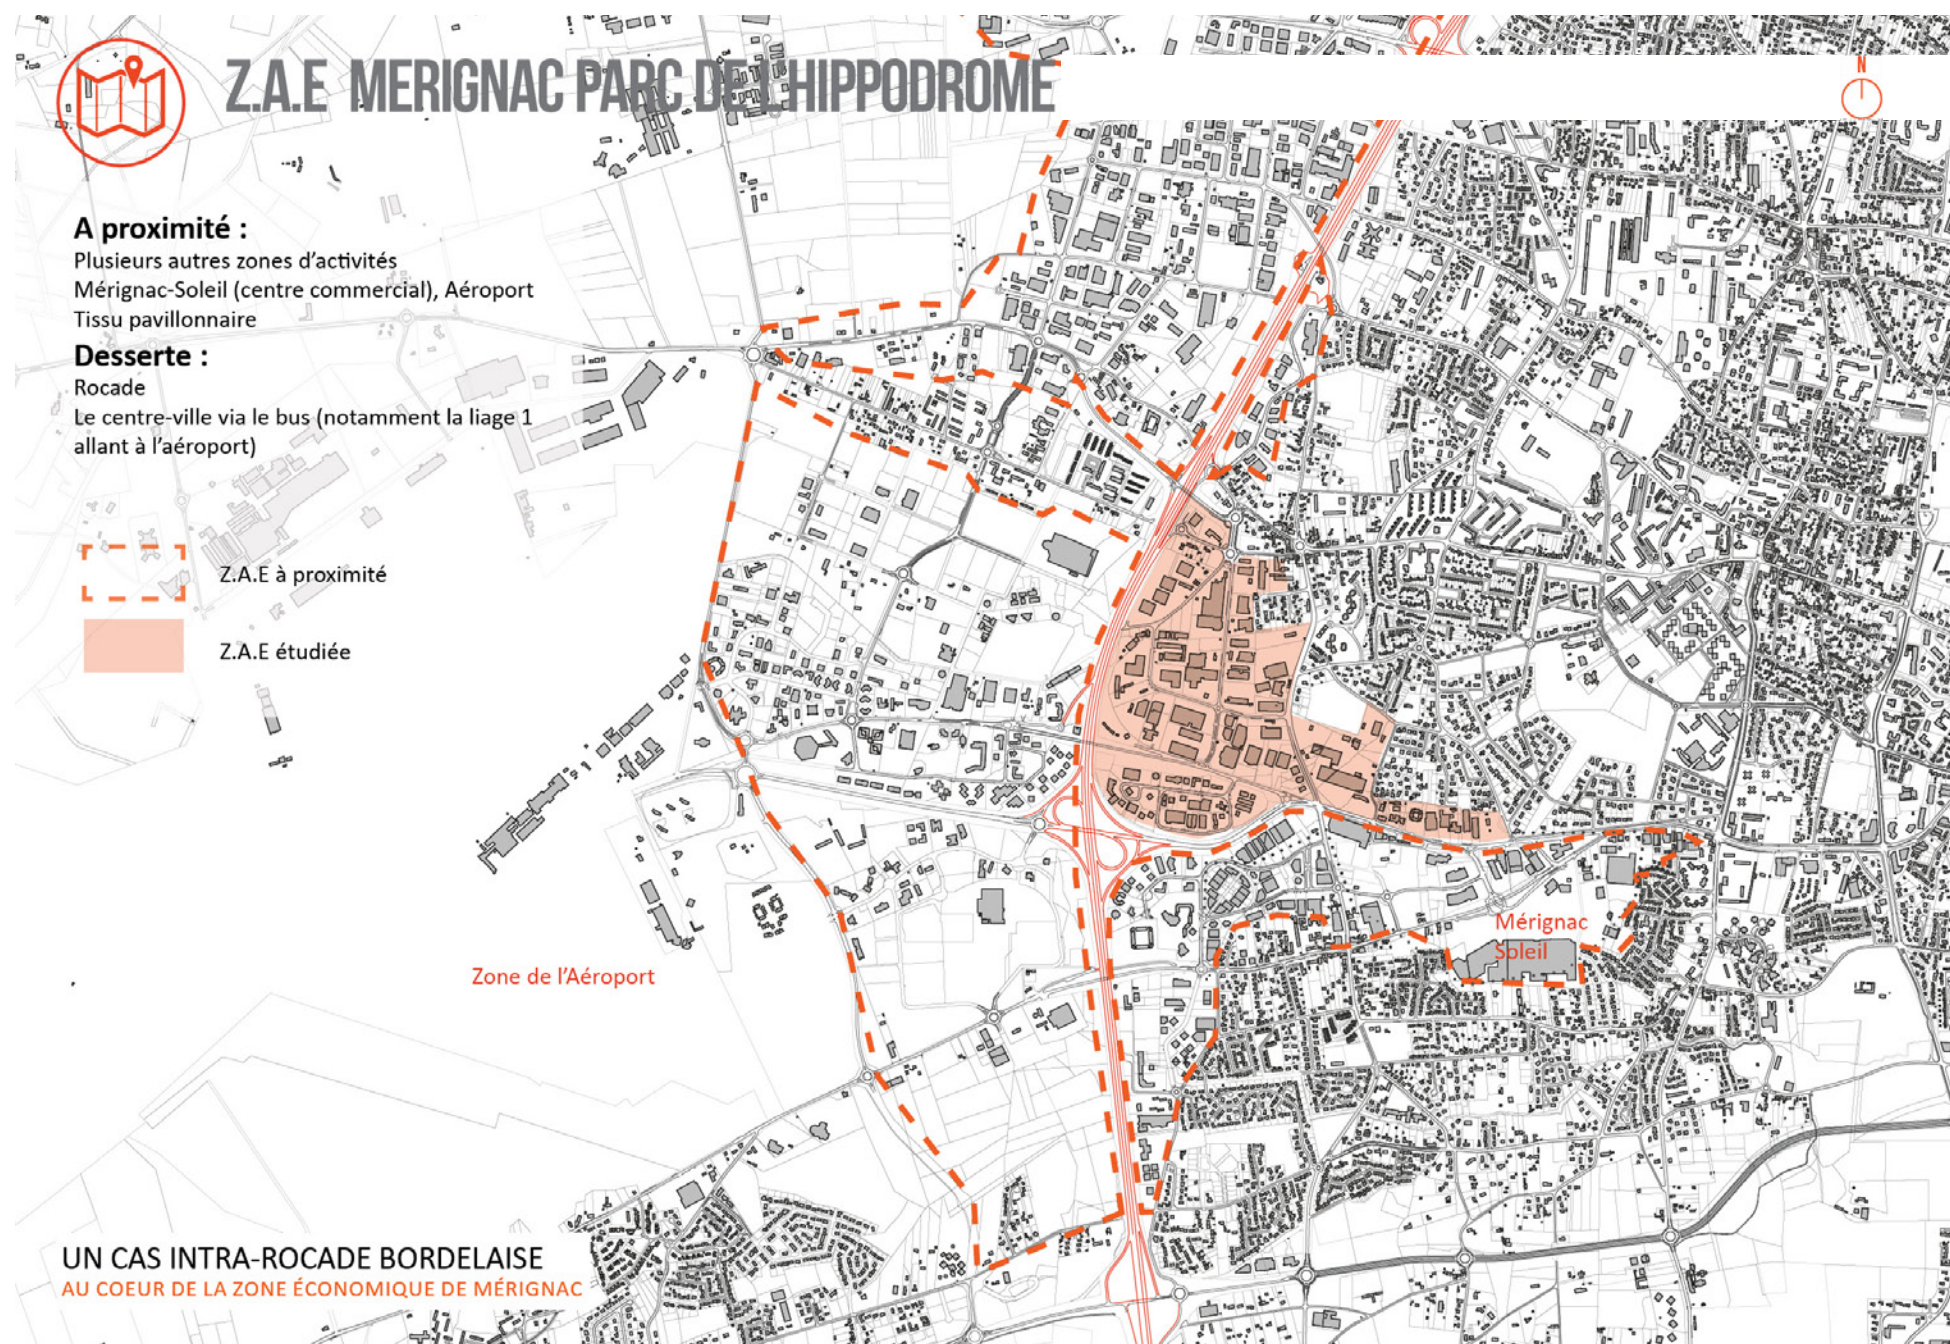 Z.A.E MERIGNAC PARC DE L'HIPPODROME
N
A proximité :
Plusieurs autres zones d'activités
Mérignac-Soleil (centre commercial), Aéroport
Tissu pavillonnaire
Desserte :
Rocade
Le centre-ville via le bus (notamment la liage 1
allant à l'aéroport)
Z.A.E à proximité
Z.A.E étudiée
Mérignac
Soleil
Zone de l'Aéroport
UN CAS INTRA-ROCADE BORDELAISE
AU COEUR DE LA ZONE ÉCONOMIQUE DE MÉRIGNAC